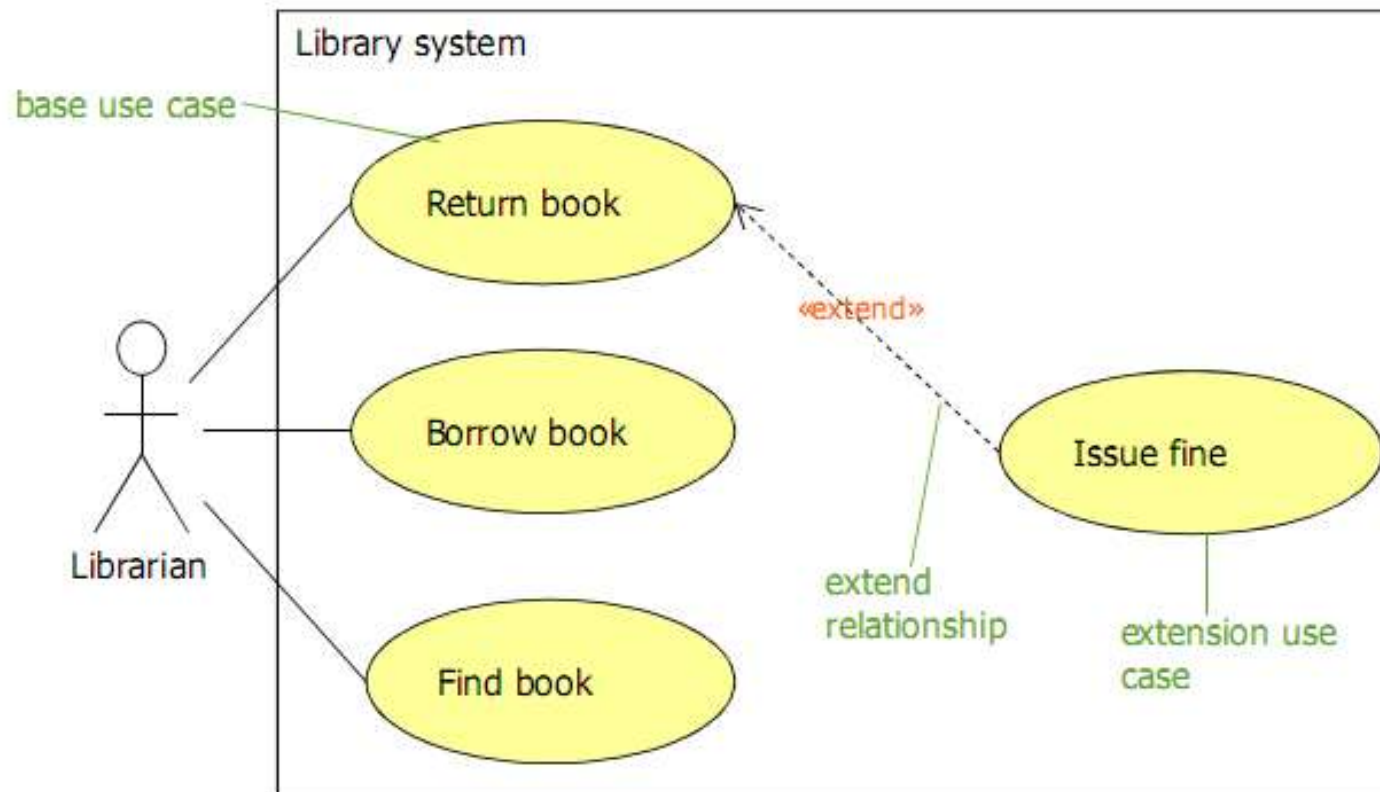 Library system
base use case
Return book
«extend»
Borrow book
Issue fine
Librarian
extend
relationship
extension use
case
Find book